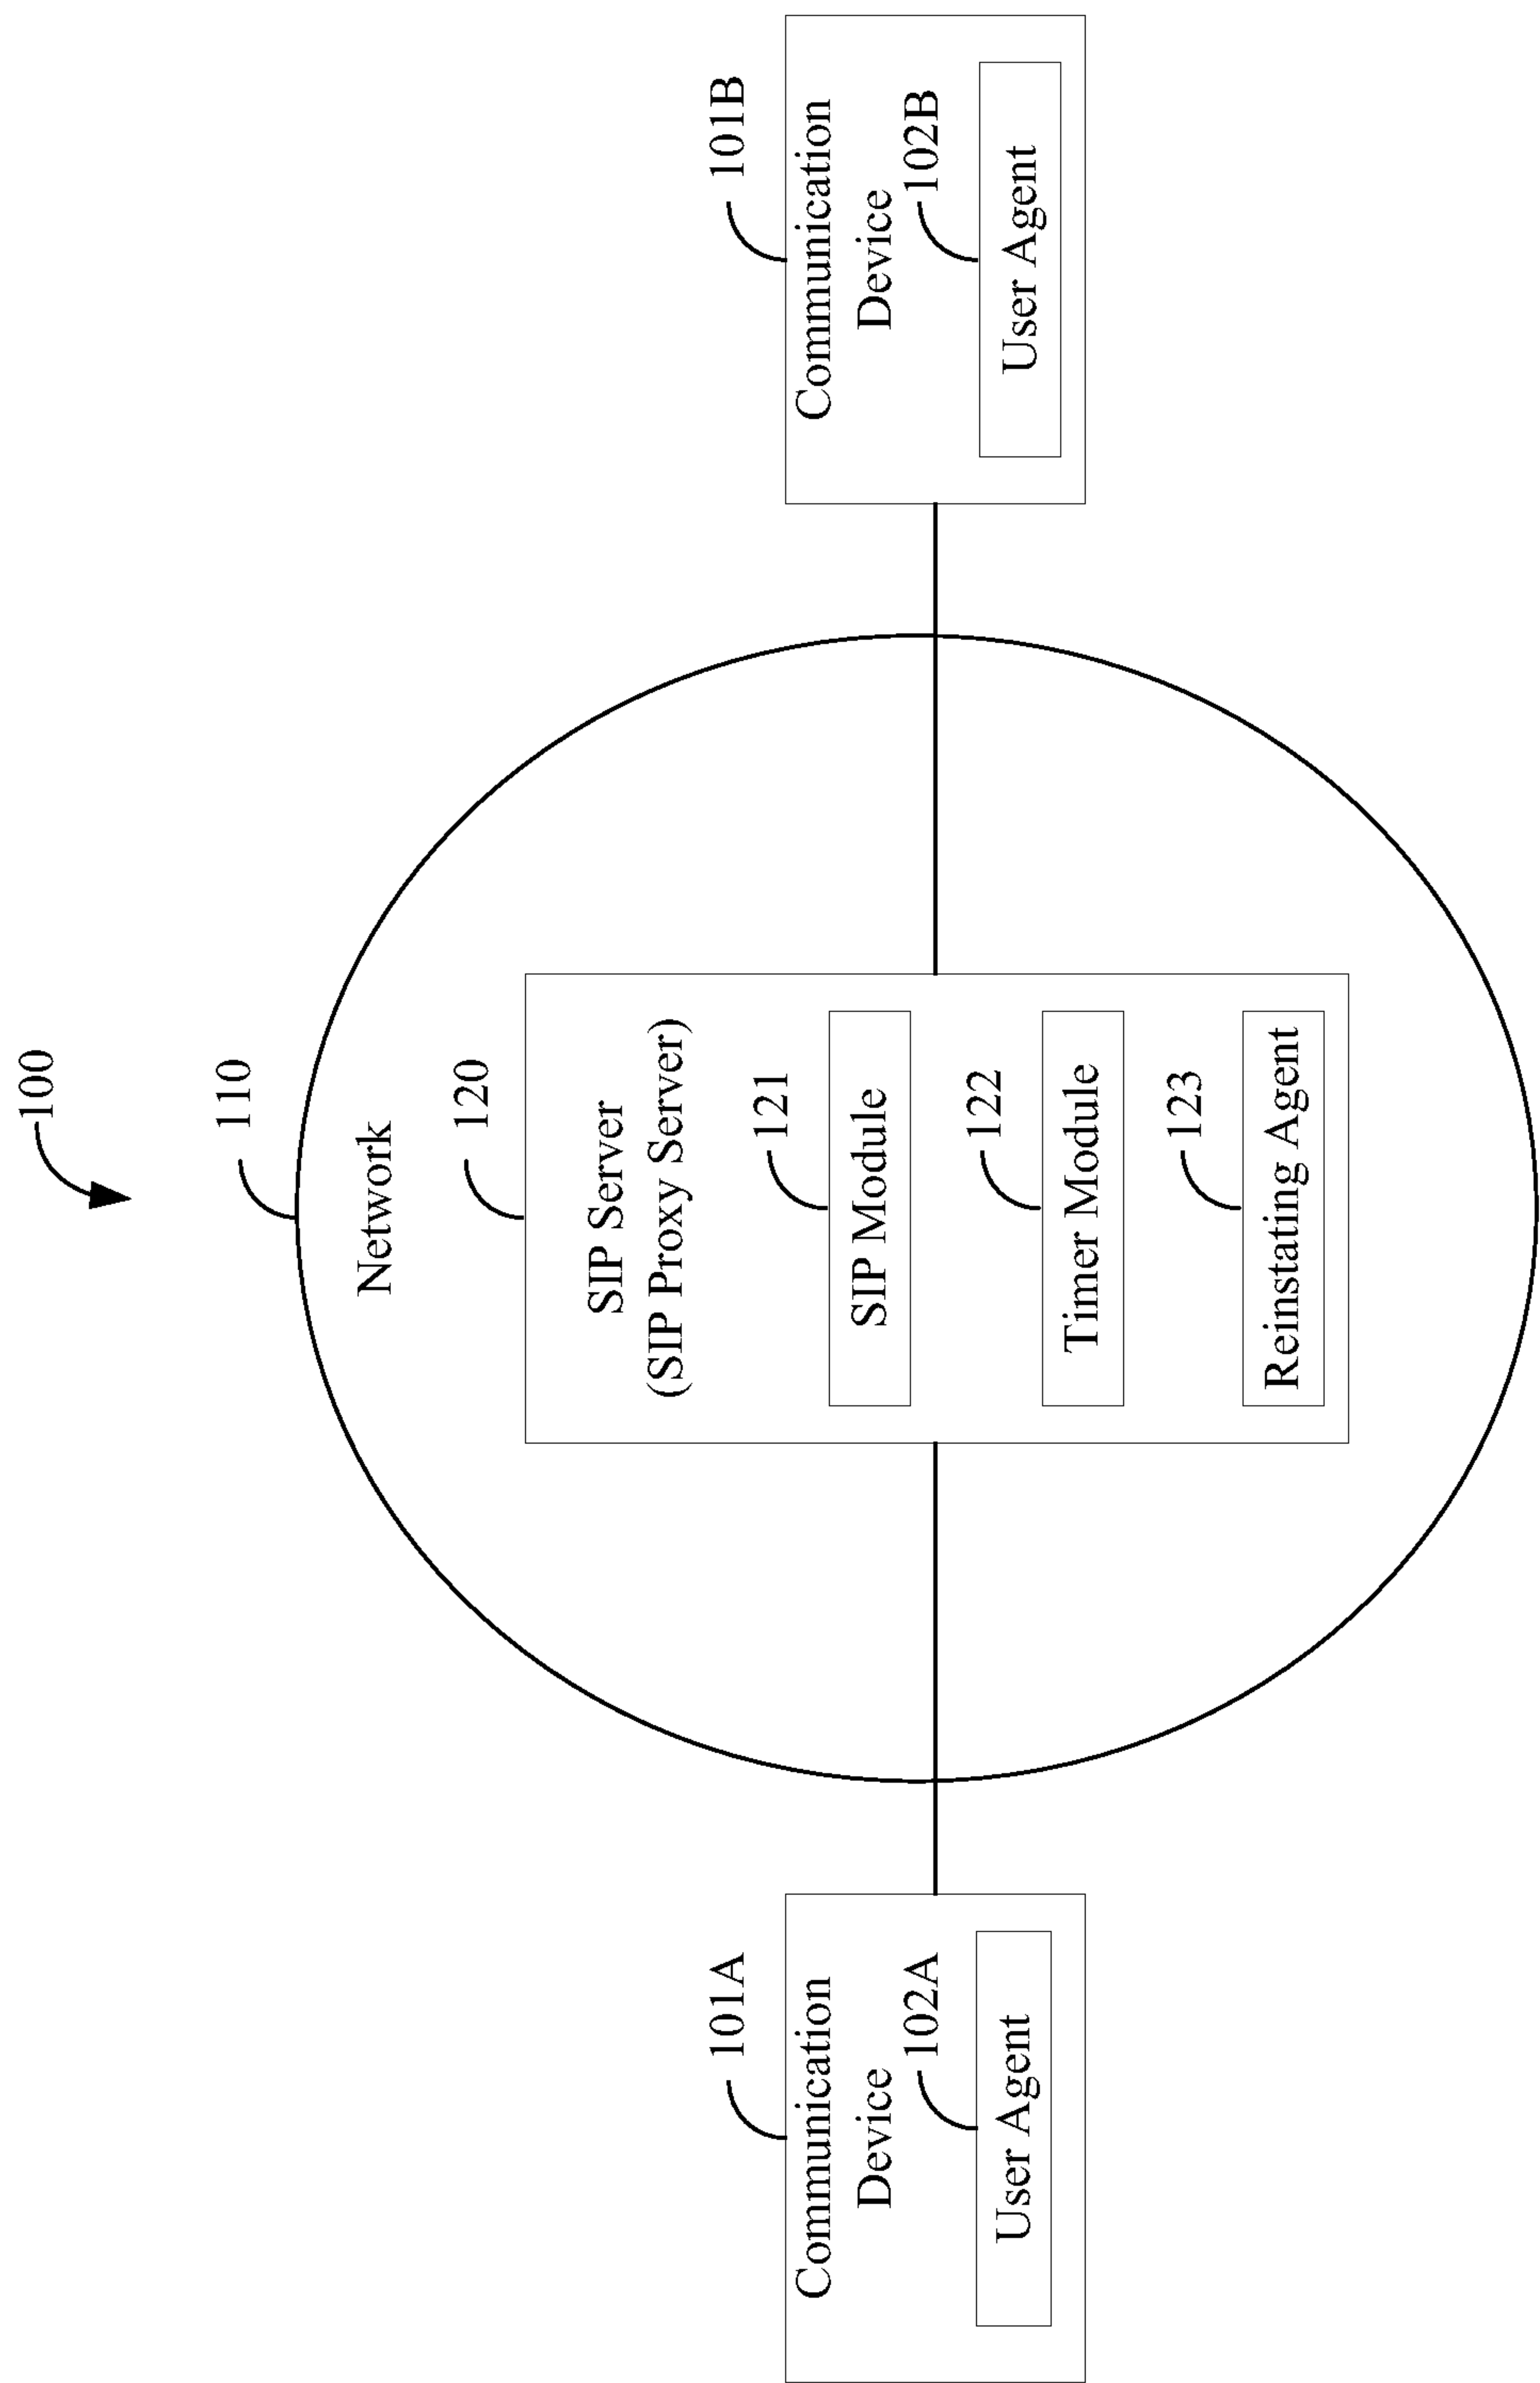 100
110
Network
120
SIP Server
(SIP Proxy Server)
121
SIP Module
122
Timer Module
123
Reinstating Agent
101A
Communication
Device
102A
User Agent
101B
Communication
Device
102B
User Agent